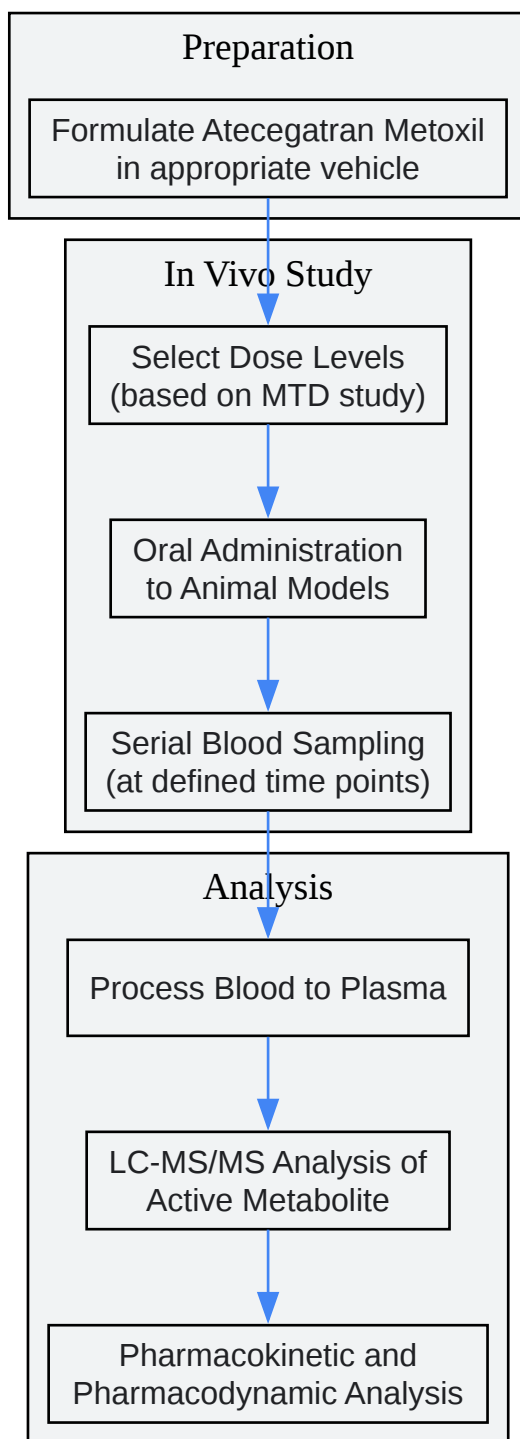 Preparation
Formulate Atecegatran Metoxil
in appropriate vehicle
In Vivo Study
Select Dose Levels
(based on MTD study)
Oral Administration
to Animal Models
Serial Blood Sampling
(at defined time points)
Analysis
Process Blood to Plasma
LC-MS/MS Analysis of
Active Metabolite
Pharmacokinetic and
Pharmacodynamic Analysis